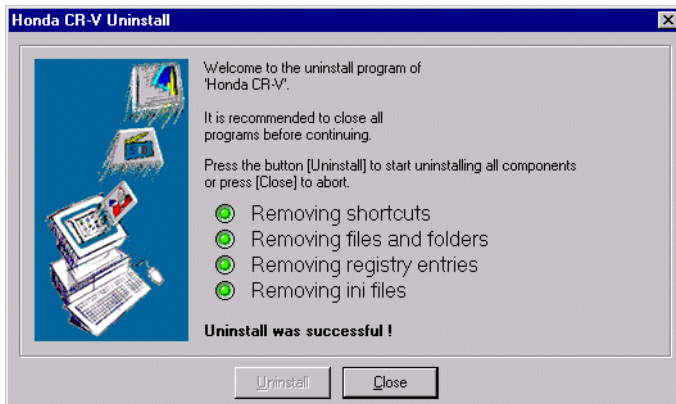 Honda CR-V Uninstall
Welcome to the uninstall program of
'Honda CR-V'.
It is recommended to close all
programs before continuing.
Press the button [Uninstall] to start uninstalling all components
or press [Close] to abort.
Removing shortcuts
Removing files and folders
Removing registry entries
Removing ini files
Uninstall was successful !
Uninstall
Close